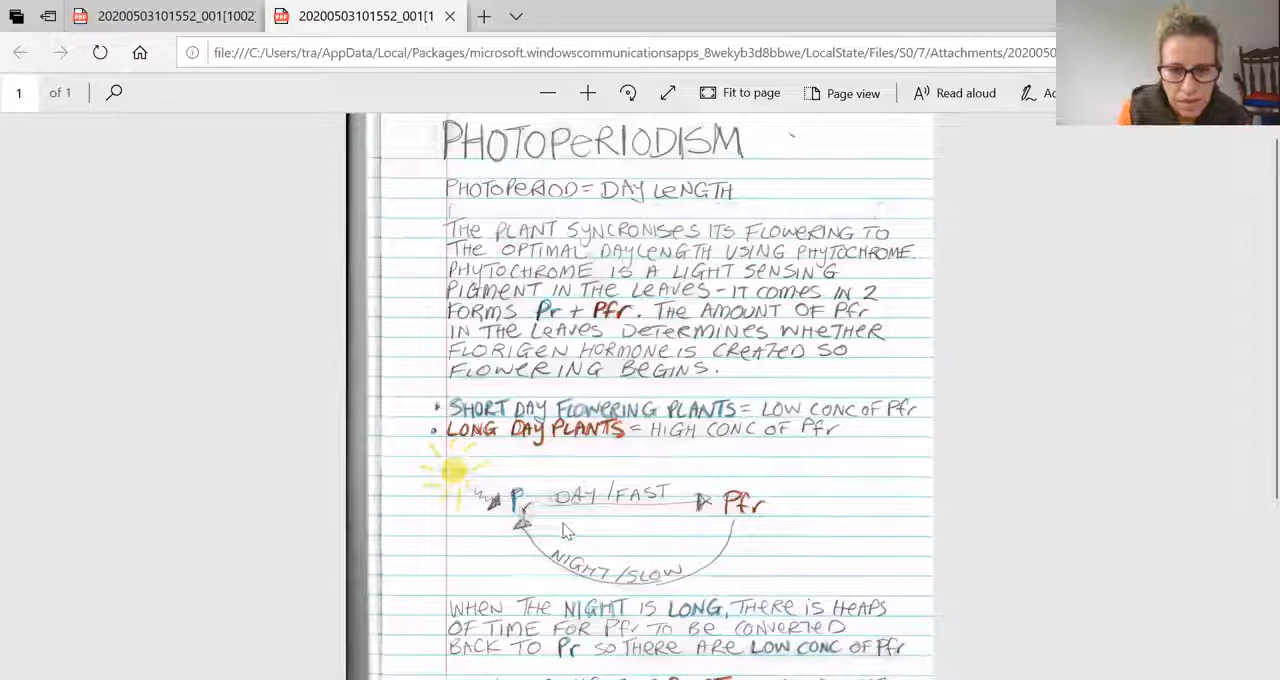 20200503101552_001[1002]
20200503101552_001[1
file:///C:/Users/tra/AppData/Local/Packages/microsoft.windowscommunicationsapps_8wekyb3d8bbwe/LocalState/Files/S0/7/Attachments/2020050
1 of 1
Fit to page
Page view
Read aloud
PHOTOPERIODISM
PHOTOPERIOD = DAY LENGTH
THE PLANT SYNCRONISES ITS FLOWERING TO
THE OPTIMAL DAYLENGTH USING PHYTOCHROME.
PHYTOCHROME IS A LIGHT SENSING
PIGMENT IN THE LEAVES - IT COMES IN 2
FORMS Pr + Pfr. THE AMOUNT OF Pfr
IN THE LEAVES DETERMINES WHETHER
FLORIGEN HORMONE IS CREATED SO
FLOWERING BEGINS.
• SHORT DAY FLOWERING PLANTS = LOW CONC OF Pfr
• LONG DAY PLANTS = HIGH CONC OF Pfr
Pr DAY/FAST Pfr
NIGHT/SLOW
WHEN THE NIGHT IS LONG, THERE IS HEAPS
OF TIME FOR Pfr TO BE CONVERTED
BACK TO Pr SO THERE ARE LOW CONC OF Pfr